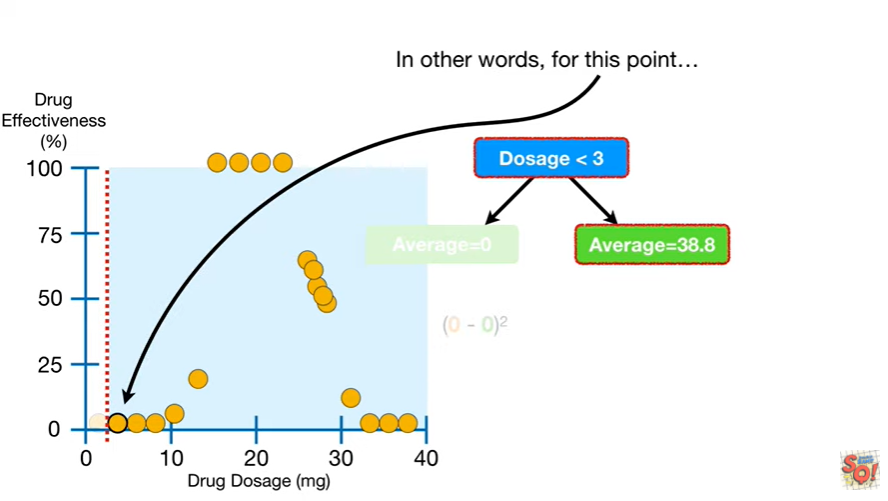 In other words, for this point…
Drug
Effectiveness
(%)
Dosage < 3
100
75
50
25
0
Average=0
Average=38.8
(0 - 0)²
0
10
20
30
40
Drug Dosage (mg)
SO!